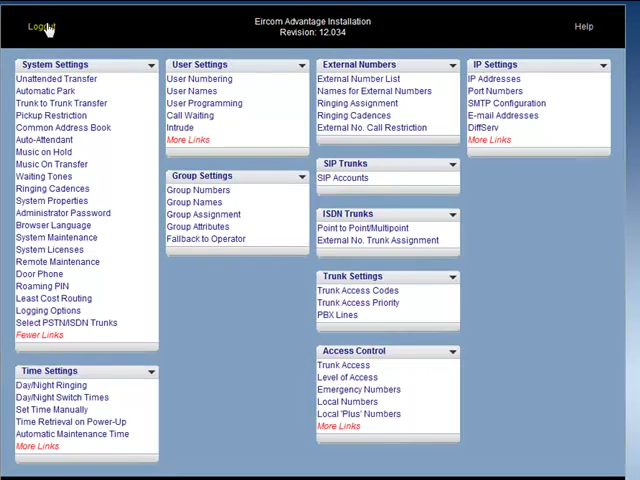 Logout
Eircom Advantage Installation
Revision: 12.034
Help
System Settings
Unattended Transfer
Automatic Park
Trunk to Trunk Transfer
Pickup Restriction
Common Address Book
Auto-Attendant
Music on Hold
Music On Transfer
Waiting Tones
Ringing Cadences
System Properties
Administrator Password
Browser Language
System Maintenance
System Licenses
Remote Maintenance
Door Phone
Roaming PIN
Least Cost Routing
Logging Options
Select PSTN/ISDN Trunks
Fewer Links
Time Settings
Day/Night Ringing
Day/Night Switch Times
Set Time Manually
Time Retrieval on Power-Up
Automatic Maintenance Time
More Links
User Settings
User Numbering
User Names
User Programming
Call Waiting
Intrude
More Links
Group Settings
Group Numbers
Group Names
Group Assignment
Group Attributes
Fallback to Operator
External Numbers
External Number List
Names for External Numbers
Ringing Assignment
Ringing Cadences
External No. Call Restriction
SIP Trunks
SIP Accounts
ISDN Trunks
Point to Point/Multipoint
External No. Trunk Assignment
Trunk Settings
Trunk Access Codes
Trunk Access Priority
PBX Lines
Access Control
Trunk Access
Level of Access
Emergency Numbers
Local Numbers
Local 'Plus' Numbers
More Links
IP Settings
IP Addresses
Port Numbers
SMTP Configuration
E-mail Addresses
DiffServ
More Links